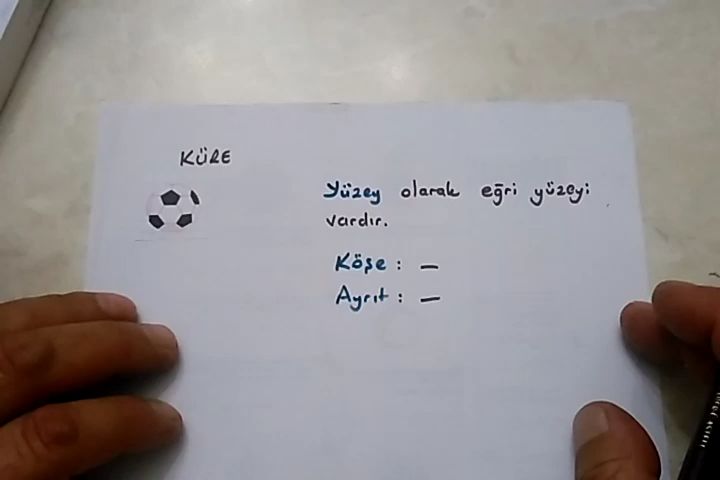 KÜRE
Yüzey olarak eğri yüzeyi
vardır.
Köşe : —
Ayrıt : —